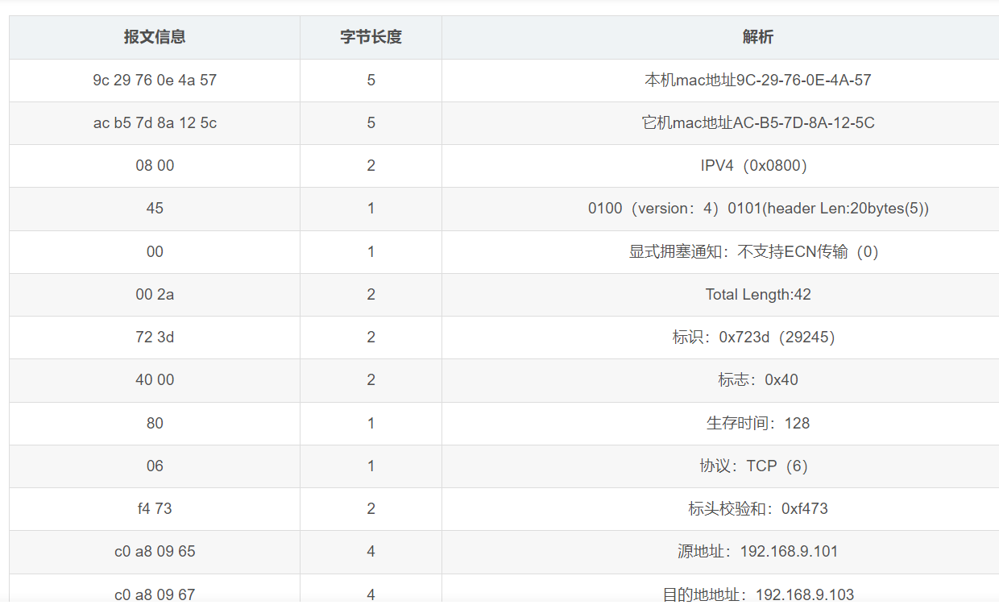 报文信息 字节长度 解析
9c 29 76 0e 4a 57 5 本机mac地址9C-29-76-0E-4A-57
ac b5 7d 8a 12 5c 5 它机mac地址AC-B5-7D-8A-12-5C
08 00 2 IPV4（0x0800）
45 1 0100（version：4）0101(header Len:20bytes(5))
00 1 显式拥塞通知：不支持ECN传输（0）
00 2a 2 Total Length:42
72 3d 2 标识：0x723d（29245）
40 00 2 标志：0x40
80 1 生存时间：128
06 1 协议：TCP（6）
f4 73 2 标头校验和：0xf473
c0 a8 09 65 4 源地址：192.168.9.101
c0 a8 09 67 4 目的地地址：192.168.9.103